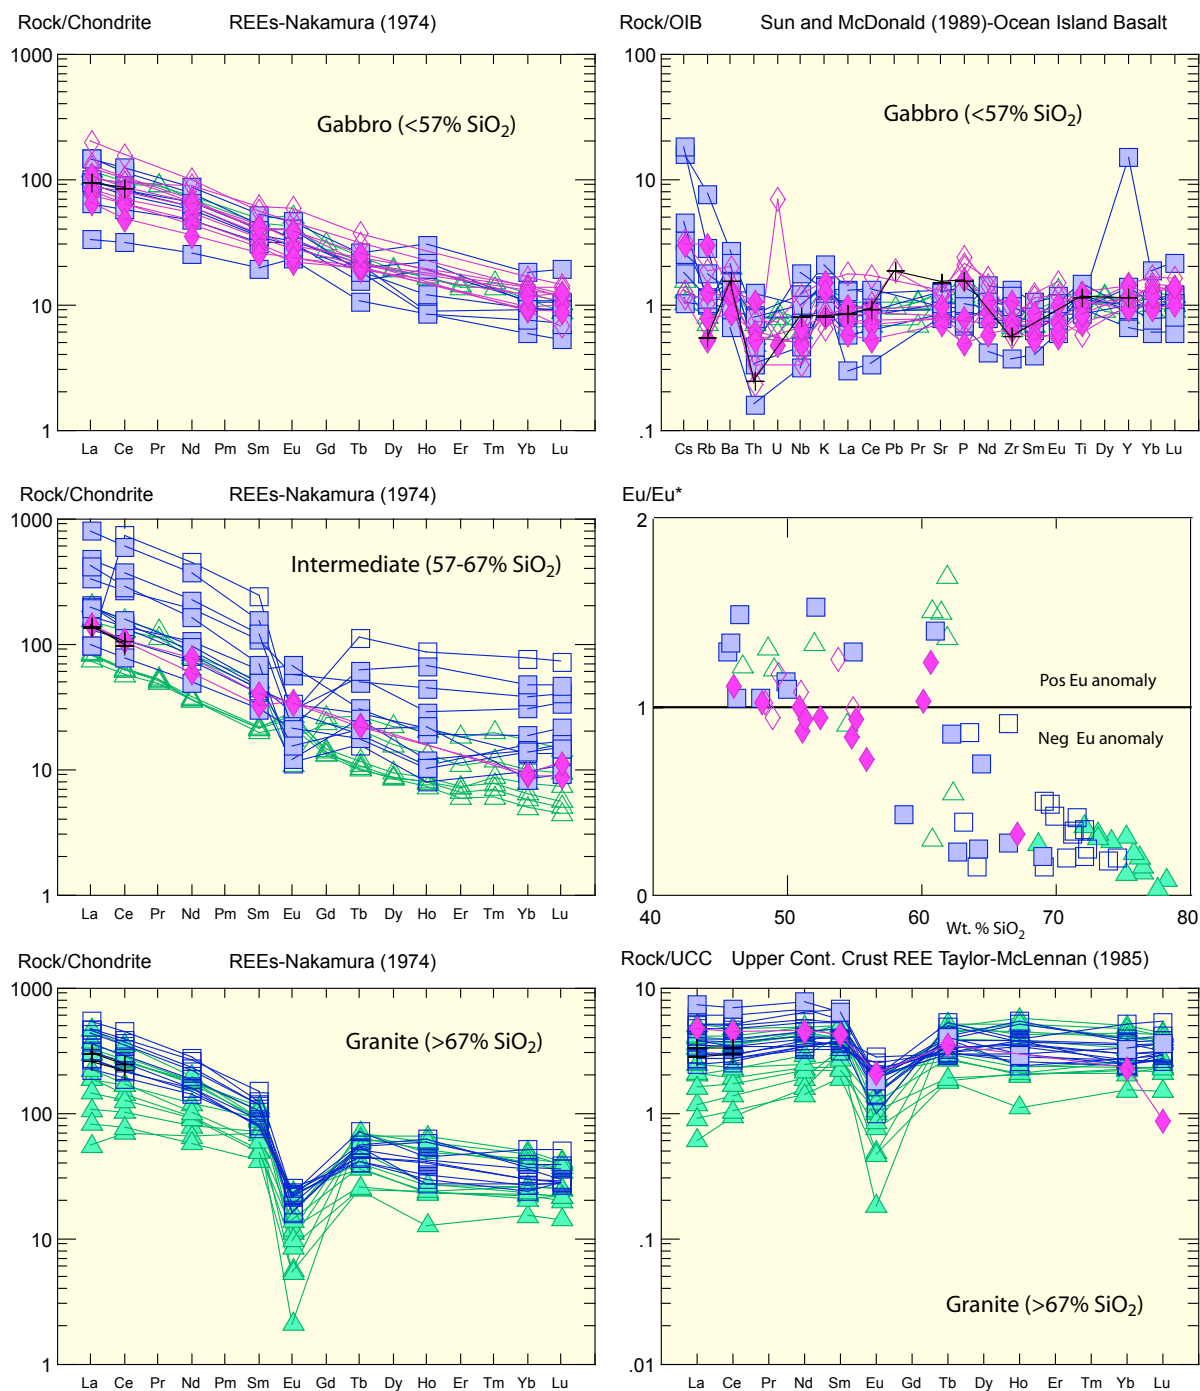 Rock/Chondrite REEs-Nakamura (1974)
1000
100
10
1
Gabbro (<57% SiO2)
La Ce Pr Nd Pm Sm Eu Gd Tb Dy Ho Er Tm Yb Lu
Rock/OIB Sun and McDonald (1989)-Ocean Island Basalt
100
10
1
.1
Gabbro (<57% SiO2)
Cs Rb Ba Th U Nb K La Ce Pb Pr Sr P Nd Zr Sm Eu Ti Dy Y Yb Lu
Rock/Chondrite REEs-Nakamura (1974)
1000
100
10
1
Intermediate (57-67% SiO2)
La Ce Pr Nd Pm Sm Eu Gd Tb Dy Ho Er Tm Yb Lu
Eu/Eu*
2
1
0
Pos Eu anomaly
Neg Eu anomaly
40 50 60 70 80
Wt. % SiO2
Rock/Chondrite REEs-Nakamura (1974)
1000
100
10
1
Granite (>67% SiO2)
La Ce Pr Nd Pm Sm Eu Gd Tb Dy Ho Er Tm Yb Lu
Rock/UCC Upper Cont. Crust REE Taylor-McLennan (1985)
10
1
.1
.01
Granite (>67% SiO2)
La Ce Pr Nd Pm Sm Eu Gd Tb Dy Ho Er Tm Yb Lu